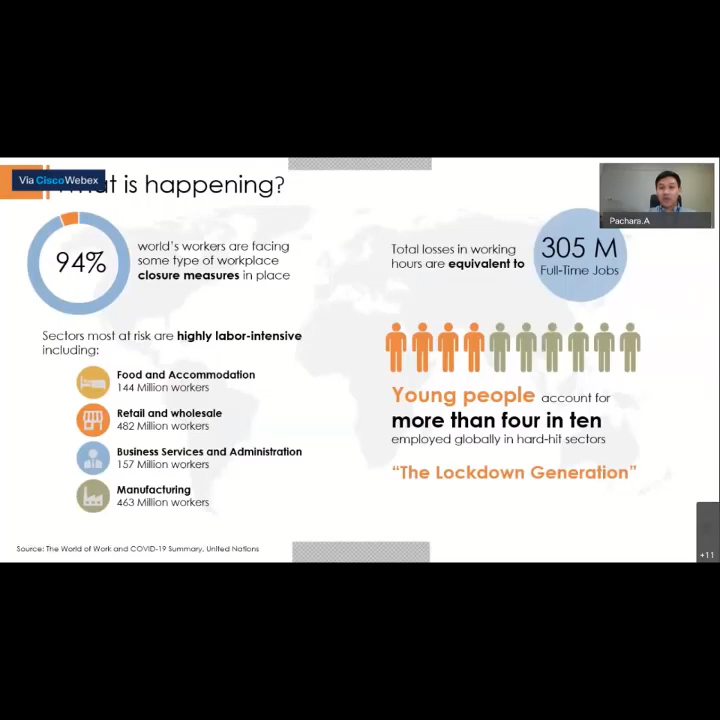 Via CiscoWebex
What is happening?
Pachara.A
94%
world's workers are facing
some type of workplace
closure measures in place
Total losses in working
hours are equivalent to
305 M
Full-Time Jobs
Sectors most at risk are highly labor-intensive
including:
Food and Accommodation
144 Million workers
Retail and wholesale
482 Million workers
Business Services and Administration
157 Million workers
Manufacturing
463 Million workers
Young people account for
more than four in ten
employed globally in hard-hit sectors
“The Lockdown Generation”
Source: The World of Work and COVID-19 Summary, United Nations
+11